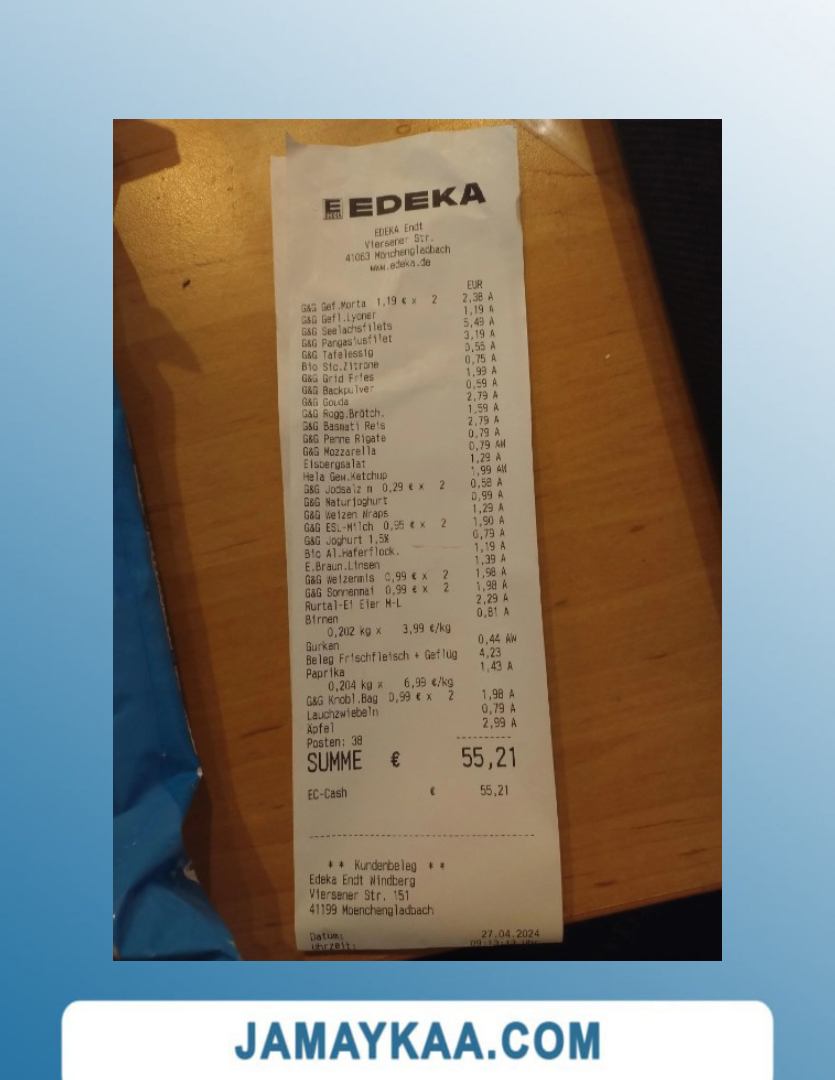 EDEKA
EDEKA Endt
Viersener Str.
41063 Mönchengladbach
www.edeka.de
EUR
G&G Gef.Morta 1,19 € x 2 2,38 A
G&G Gefl.Lyoner 1,19 A
G&G Seelachsfilets 5,49 A
G&G Pangasiusfilet 3,19 A
G&G Tafelessig 0,55 A
Bio Sic.Zitrone 0,75 A
G&G Grid Fries 1,99 A
G&G Backpulver 0,59 A
G&G Gouda 2,79 A
G&G Rogg.Brötch. 1,59 A
G&G Basmati Reis 2,79 A
G&G Penne Rigate 0,79 A
G&G Mozzarella 0,79 AW
Eisbergsalat 1,29 A
Hela Gew.Ketchup 1,99 AW
G&G Jodsalz m 0,29 € x 2 0,58 A
G&G Naturjoghurt 0,99 A
G&G Weizen Wraps 1,29 A
G&G ESL-Milch 0,95 € x 2 1,90 A
G&G Joghurt 1,5% 0,79 A
Bio Al.Haferflock. 1,19 A
E.Braun.Linsen 1,39 A
G&G Weizenmis 0,99 € x 2 1,98 A
G&G Sonnenmai 0,99 € x 2 1,98 A
Rurtal-Ei Eier M-L 2,29 A
Birnen 0,81 A
0,202 kg x 3,99 €/kg
Gurken 0,44 AW
Beleg Frischfleisch + Geflüg 4,23
Paprika 1,43 A
0,204 kg x 6,99 €/kg
G&G Knobl.Bag 0,99 € x 2 1,98 A
Lauchzwiebeln 0,79 A
Äpfel 2,99 A
Posten: 38
SUMME € 55,21
EC-Cash € 55,21
* * Kundenbeleg * *
Edeka Endt Windberg
Viersener Str. 151
41199 Moenchengladbach
Datum: 27.04.2024
Uhrzeit:
JAMAYKAA.COM